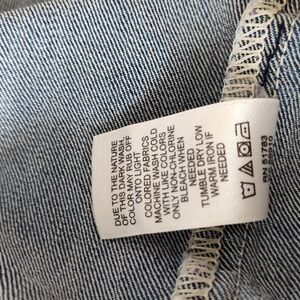 DUE TO THE NATURE
OF THIS DARK WASH,
COLOR MAY RUB OFF
ONTO LIGHT
COLORED FABRICS
MACHINE WASH COLD
WITH LIKE COLORS
ONLY NON-CHLORINE
BLEACH WHEN
NEEDED
TUMBLE DRY LOW
WARM IRON IF
NEEDED
RN 51783